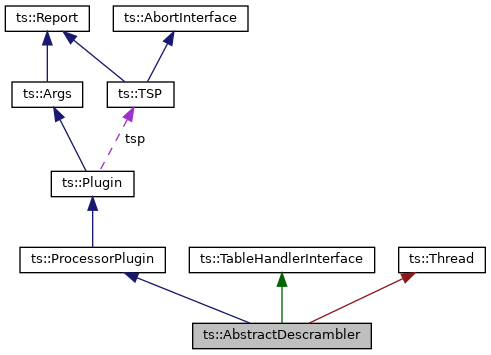 ts::Report
ts::AbortInterface
ts::Args
ts::TSP
tsp
ts::Plugin
ts::ProcessorPlugin
ts::TableHandlerInterface
ts::Thread
ts::AbstractDescrambler